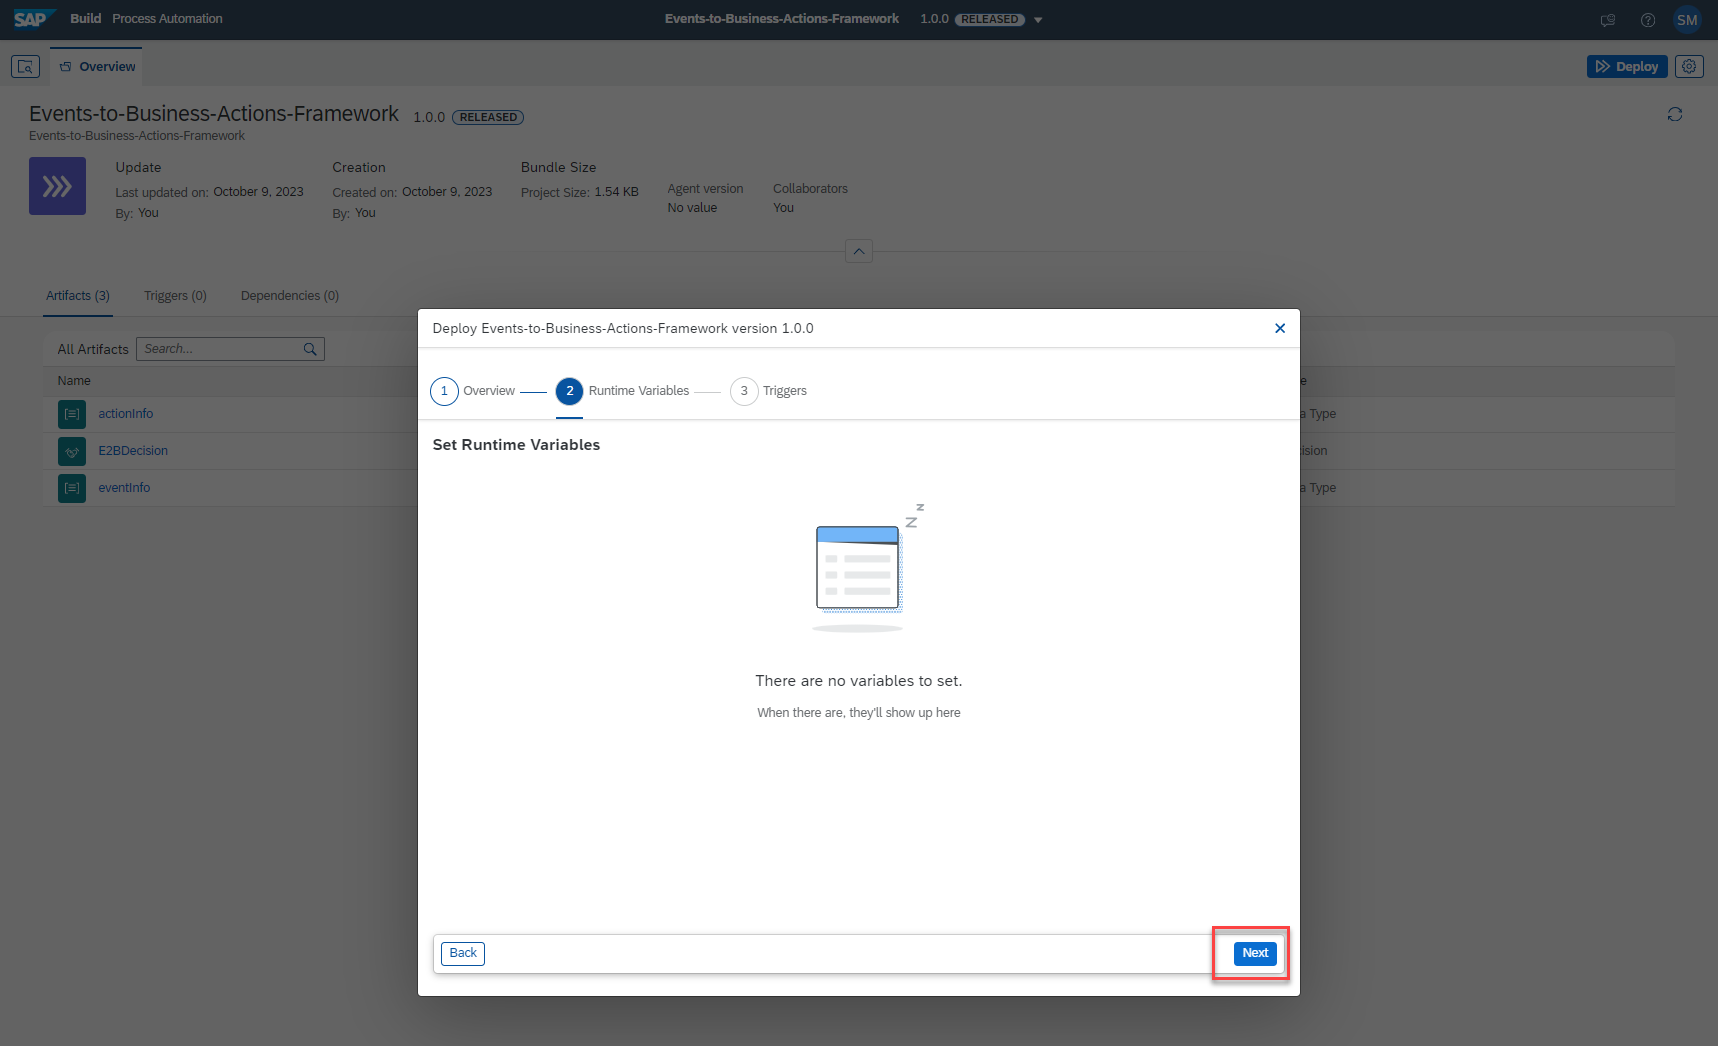 SAP Build Process Automation Events-to-Business-Actions-Framework 1.0.0 RELEASED SM
Overview Deploy
Events-to-Business-Actions-Framework 1.0.0 RELEASED
Events-to-Business-Actions-Framework
Update Creation Bundle Size
Last updated on: October 9, 2023 Created on: October 9, 2023 Project Size: 1.54 KB Agent version Collaborators
By: You By: You No value You
Artifacts (3) Triggers (0) Dependencies (0)
Deploy Events-to-Business-Actions-Framework version 1.0.0
All Artifacts Search...
Name e
1 Overview 2 Runtime Variables 3 Triggers
actionInfo a Type
Set Runtime Variables
E2BDecision ision
eventInfo a Type
z
z
There are no variables to set.
When there are, they'll show up here
Back Next